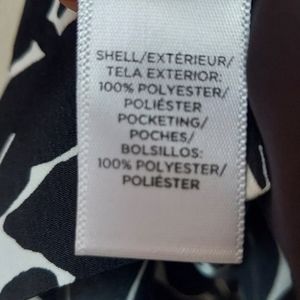 SHELL/EXTÉRIEUR/
TELA EXTERIOR:
100% POLYESTER/
POLIÉSTER
POCKETING/
POCHES/
BOLSILLOS:
100% POLYESTER/
POLIÉSTER